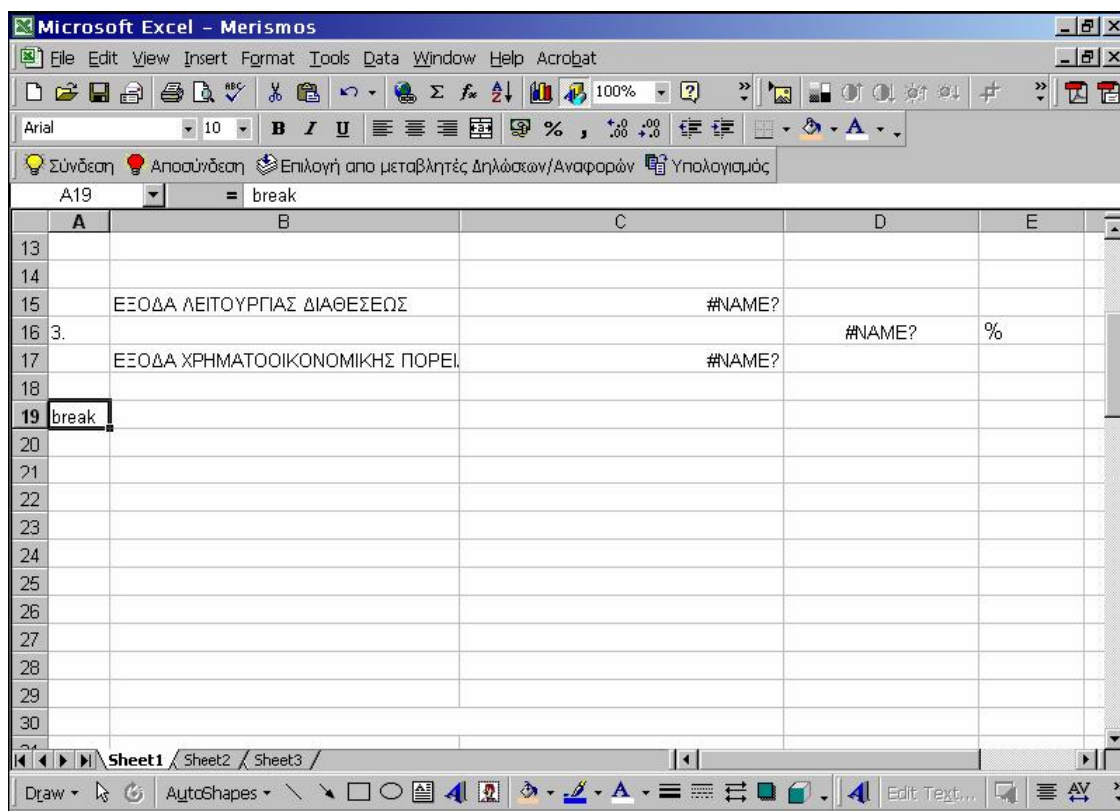 Microsoft Excel - Merismos
File Edit View Insert Format Tools Data Window Help Acrobat
100%
Arial 10 B I U % ,
Σύνδεση Αποσύνδεση Επιλογή απο μεταβλητές Δηλώσεων/Αναφορών Υπολογισμός
A19 = break
A B C D E
13
14
15 ΕΞΟΔΑ ΛΕΙΤΟΥΡΓΙΑΣ ΔΙΑΘΕΣΕΩΣ #NAME?
16 3. #NAME? %
17 ΕΞΟΔΑ ΧΡΗΜΑΤΟΟΙΚΟΝΟΜΙΚΗΣ ΠΟΡΕΙ #NAME?
18
19 break
20
21
22
23
24
25
26
27
28
29
30
Sheet1 Sheet2 Sheet3
Draw AutoShapes Edit Text...